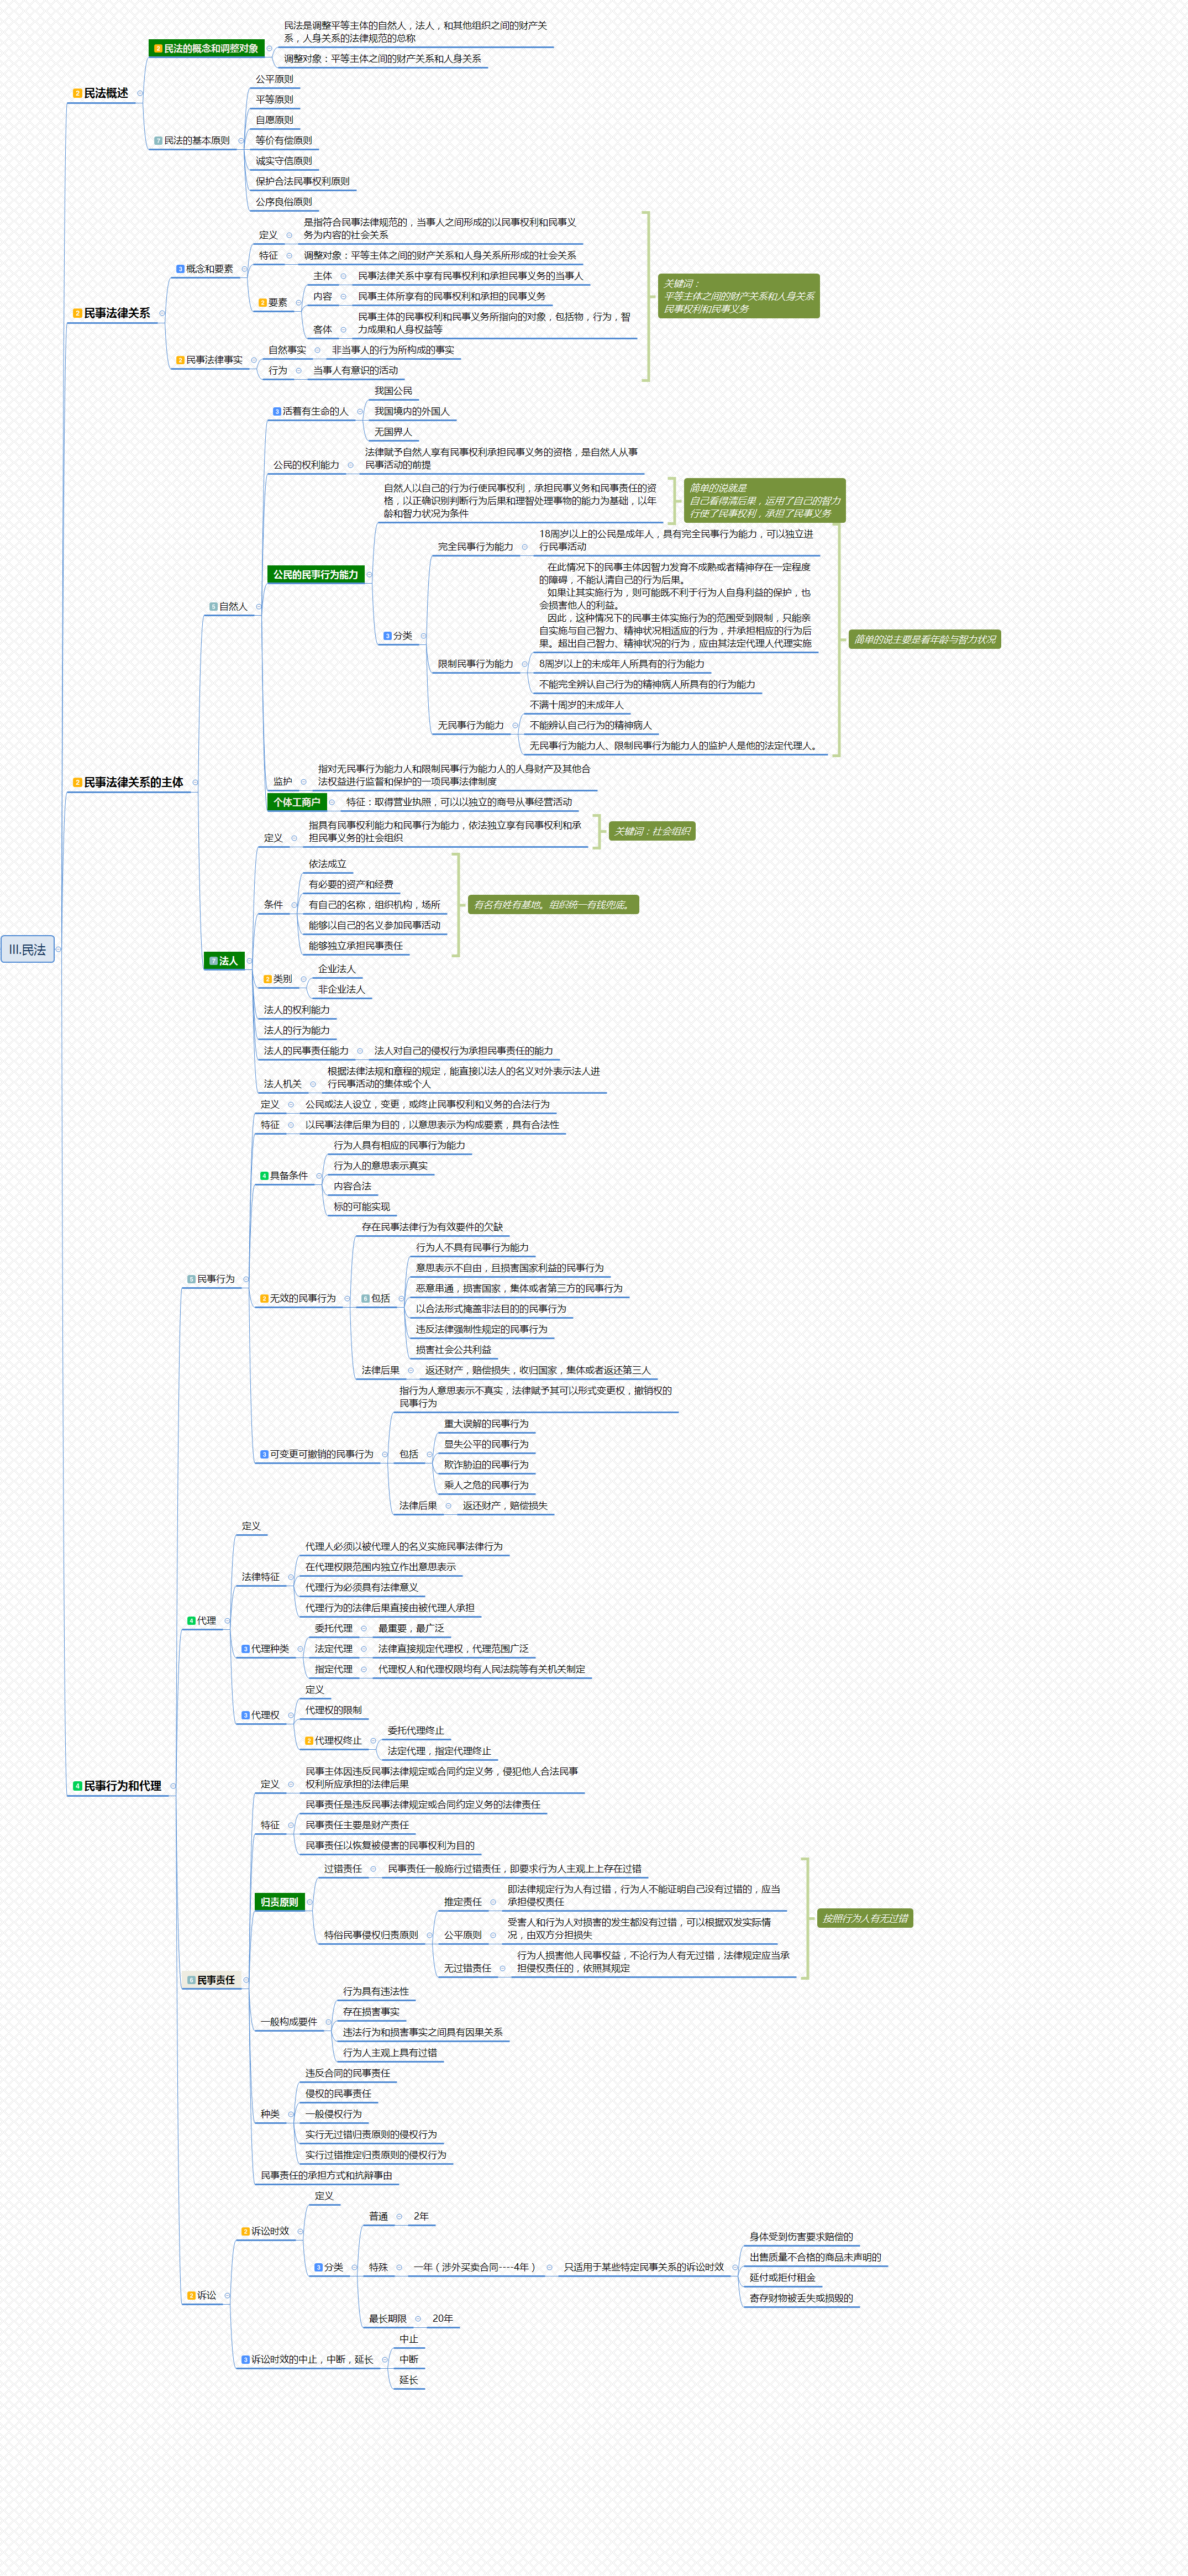 III.民法
民法概述
民法的概念和调整对象
民法是调整平等主体的自然人，法人，和其他组织之间的财产关
系，人身关系的法律规范的总称
调整对象：平等主体之间的财产关系和人身关系
民法的基本原则
公平原则
平等原则
自愿原则
等价有偿原则
诚实守信原则
保护合法民事权利原则
公序良俗原则
民事法律关系
概念和要素
定义
是指符合民事法律规范的，当事人之间形成的以民事权利和民事义
务为内容的社会关系
特征
调整对象：平等主体之间的财产关系和人身关系所形成的社会关系
要素
主体
民事法律关系中享有民事权利和承担民事义务的当事人
内容
民事主体所享有的民事权利和承担的民事义务
客体
民事主体的民事权利和民事义务所指向的对象，包括物，行为，智
力成果和人身权益等
民事法律事实
自然事实
非当事人的行为所构成的事实
行为
当事人有意识的活动
关键词：
平等主体之间的财产关系和人身关系
民事权利和民事义务
民事法律关系的主体
自然人
活着有生命的人
我国公民
我国境内的外国人
无国界人
公民的权利能力
法律赋予自然人享有民事权利承担民事义务的资格，是自然人从事
民事活动的前提
公民的民事行为能力
自然人以自己的行为行使民事权利，承担民事义务和民事责任的资
格，以正确识别判断行为后果和理智处理事物的能力为基础，以年
龄和智力状况为条件
简单的说就是
自己看得清后果，运用了自己的智力
行使了民事权利，承担了民事义务
分类
完全民事行为能力
18周岁以上的公民是成年人，具有完全民事行为能力，可以独立进
行民事活动
限制民事行为能力
在此情况下的民事主体因智力发育不成熟或者精神存在一定程度
的障碍，不能认清自己的行为后果。
如果让其实施行为，则可能既不利于行为人自身利益的保护，也
会损害他人的利益。
因此，这种情况下的民事主体实施行为的范围受到限制，只能亲
自实施与自己智力、精神状况相适应的行为，并承担相应的行为后
果。超出自己智力、精神状况的行为，应由其法定代理人代理实施
8周岁以上的未成年人所具有的行为能力
不能完全辨认自己行为的精神病人所具有的行为能力
无民事行为能力
不满十周岁的未成年人
不能辨认自己行为的精神病人
无民事行为能力人、限制民事行为能力人的监护人是他的法定代理人。
简单的说主要是看年龄与智力状况
监护
指对无民事行为能力人和限制民事行为能力人的人身财产及其他合
法权益进行监督和保护的一项民事法律制度
个体工商户
特征：取得营业执照，可以以独立的商号从事经营活动
法人
定义
指具有民事权利能力和民事行为能力，依法独立享有民事权利和承
担民事义务的社会组织
关键词：社会组织
条件
依法成立
有必要的资产和经费
有自己的名称，组织机构，场所
能够以自己的名义参加民事活动
能够独立承担民事责任
有名有姓有基地。组织统一有钱兜底。
类别
企业法人
非企业法人
法人的权利能力
法人的行为能力
法人的民事责任能力
法人对自己的侵权行为承担民事责任的能力
法人机关
根据法律法规和章程的规定，能直接以法人的名义对外表示法人进
行民事活动的集体或个人
民事行为和代理
民事行为
定义
公民或法人设立，变更，或终止民事权利和义务的合法行为
特征
以民事法律后果为目的，以意思表示为构成要素，具有合法性
具备条件
行为人具有相应的民事行为能力
行为人的意思表示真实
内容合法
标的可能实现
无效的民事行为
存在民事法律行为有效要件的欠缺
包括
行为人不具有民事行为能力
意思表示不自由，且损害国家利益的民事行为
恶意串通，损害国家，集体或者第三方的民事行为
以合法形式掩盖非法目的的民事行为
违反法律强制性规定的民事行为
损害社会公共利益
法律后果
返还财产，赔偿损失，收归国家，集体或者返还第三人
可变更可撤销的民事行为
指行为人意思表示不真实，法律赋予其可以形式变更权，撤销权的
民事行为
包括
重大误解的民事行为
显失公平的民事行为
欺诈胁迫的民事行为
乘人之危的民事行为
法律后果
返还财产，赔偿损失
代理
定义
法律特征
代理人必须以被代理人的名义实施民事法律行为
在代理权限范围内独立作出意思表示
代理行为必须具有法律意义
代理行为的法律后果直接由被代理人承担
代理种类
委托代理
最重要，最广泛
法定代理
法律直接规定代理权，代理范围广泛
指定代理
代理权人和代理权限均有人民法院等有关机关制定
代理权
定义
代理权的限制
代理权终止
委托代理终止
法定代理，指定代理终止
民事责任
定义
民事主体因违反民事法律规定或合同约定义务，侵犯他人合法民事
权利所应承担的法律后果
特征
民事责任是违反民事法律规定或合同约定义务的法律责任
民事责任主要是财产责任
民事责任以恢复被侵害的民事权利为目的
归责原则
过错责任
民事责任一般施行过错责任，即要求行为人主观上上存在过错
特俗民事侵权归责原则
推定责任
即法律规定行为人有过错，行为人不能证明自己没有过错的，应当
承担侵权责任
公平原则
受害人和行为人对损害的发生都没有过错，可以根据双发实际情
况，由双方分担损失
无过错责任
行为人损害他人民事权益，不论行为人有无过错，法律规定应当承
担侵权责任的，依照其规定
按照行为人有无过错
一般构成要件
行为具有违法性
存在损害事实
违法行为和损害事实之间具有因果关系
行为人主观上具有过错
种类
违反合同的民事责任
侵权的民事责任
一般侵权行为
实行无过错归责原则的侵权行为
实行过错推定归责原则的侵权行为
民事责任的承担方式和抗辩事由
诉讼
诉讼时效
定义
分类
普通
2年
特殊
一年（涉外买卖合同----4年）
只适用于某些特定民事关系的诉讼时效
身体受到伤害要求赔偿的
出售质量不合格的商品未声明的
延付或拒付租金
寄存财物被丢失或损毁的
最长期限
20年
诉讼时效的中止，中断，延长
中止
中断
延长